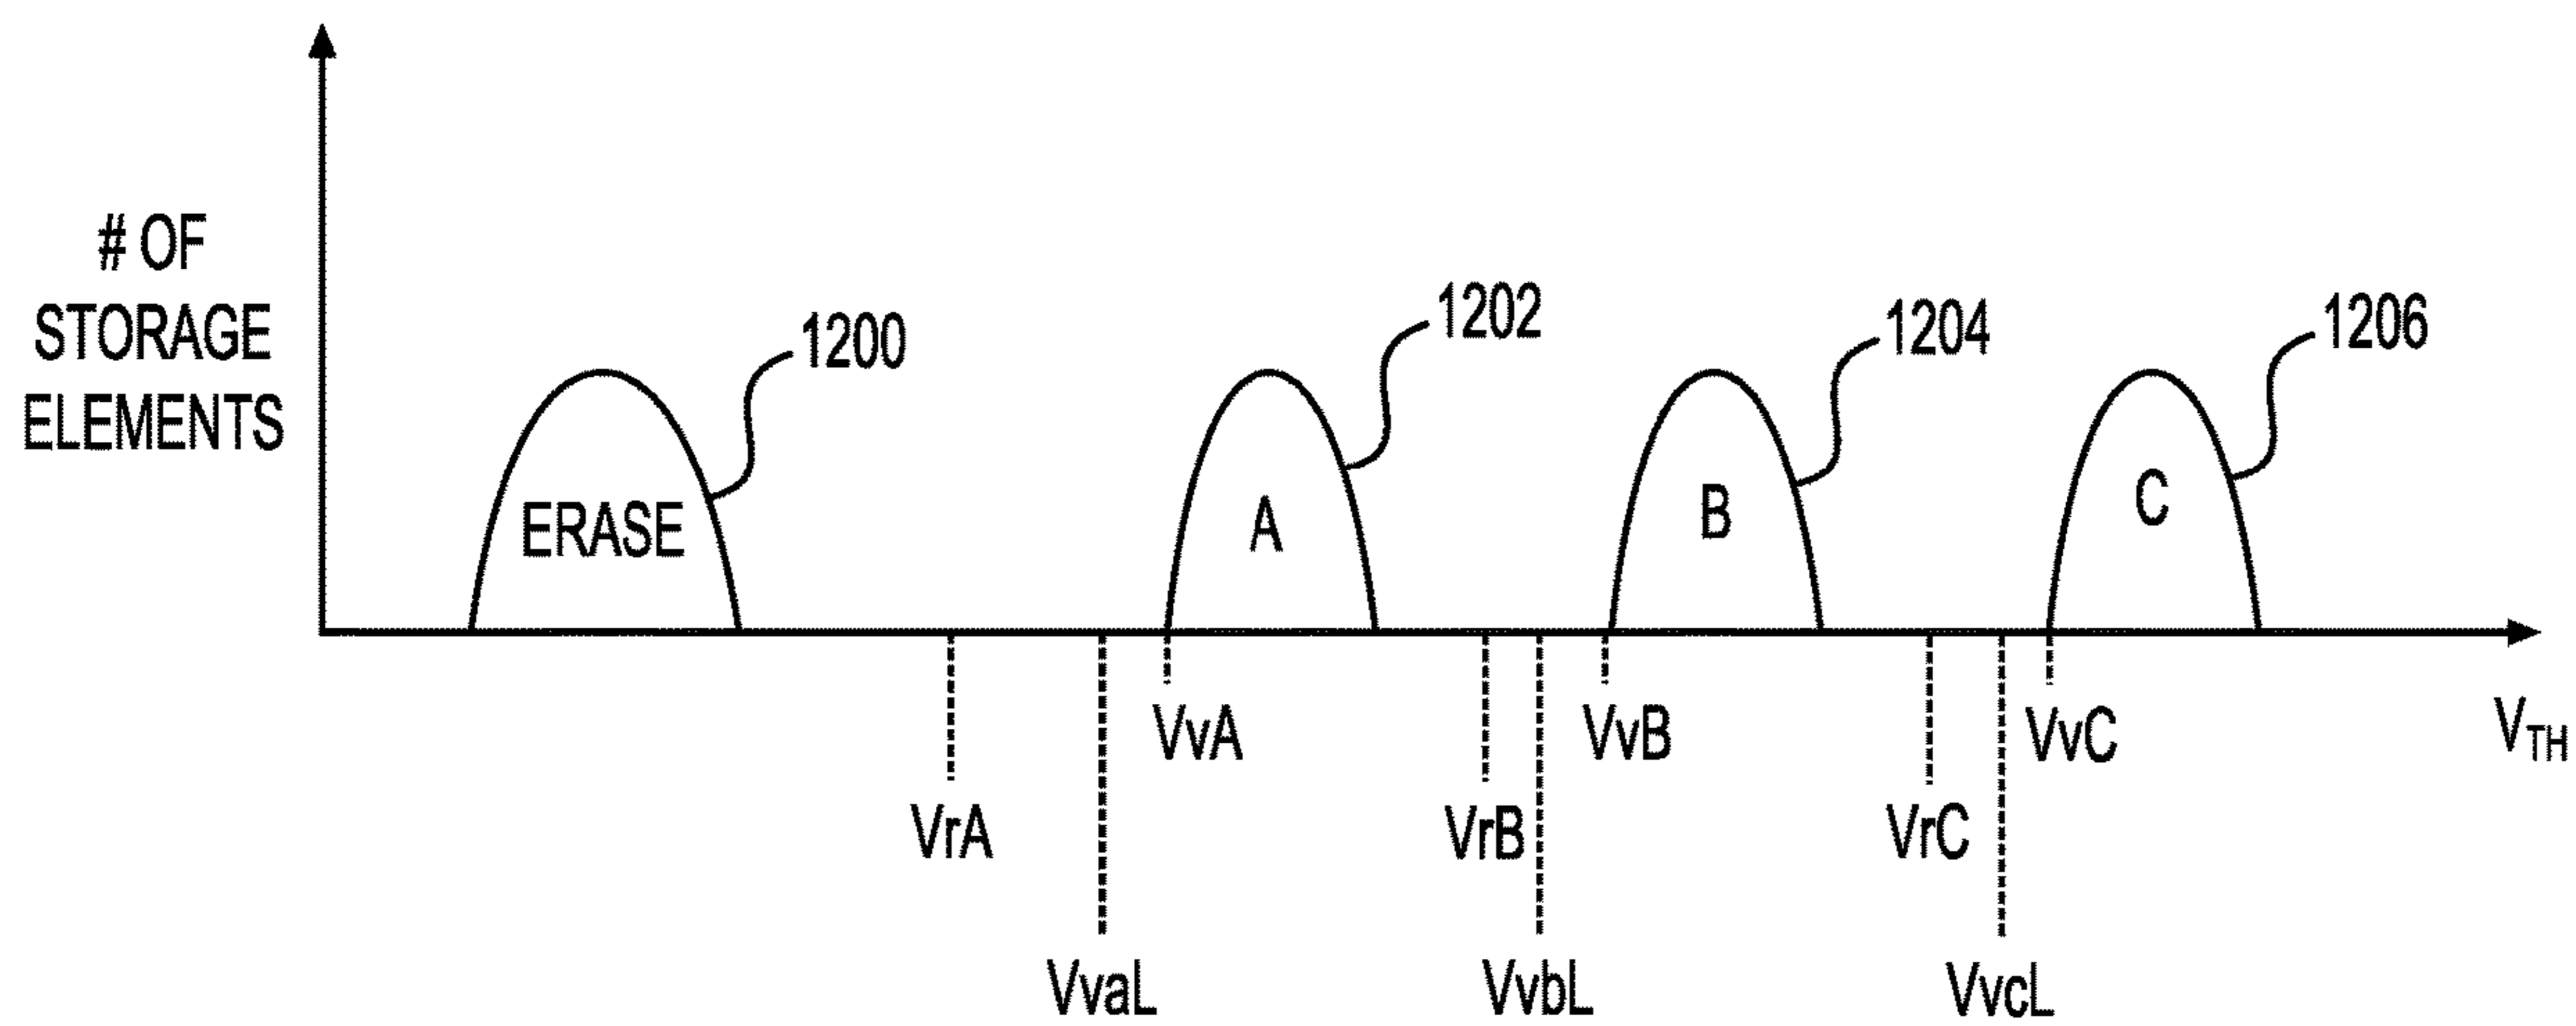 # OF
STORAGE
ELEMENTS
1200
1202
1204
1206
ERASE
A
B
C
VvA
VvB
VvC
VTH
VrA
VrB
VrC
VvaL
VvbL
VvcL